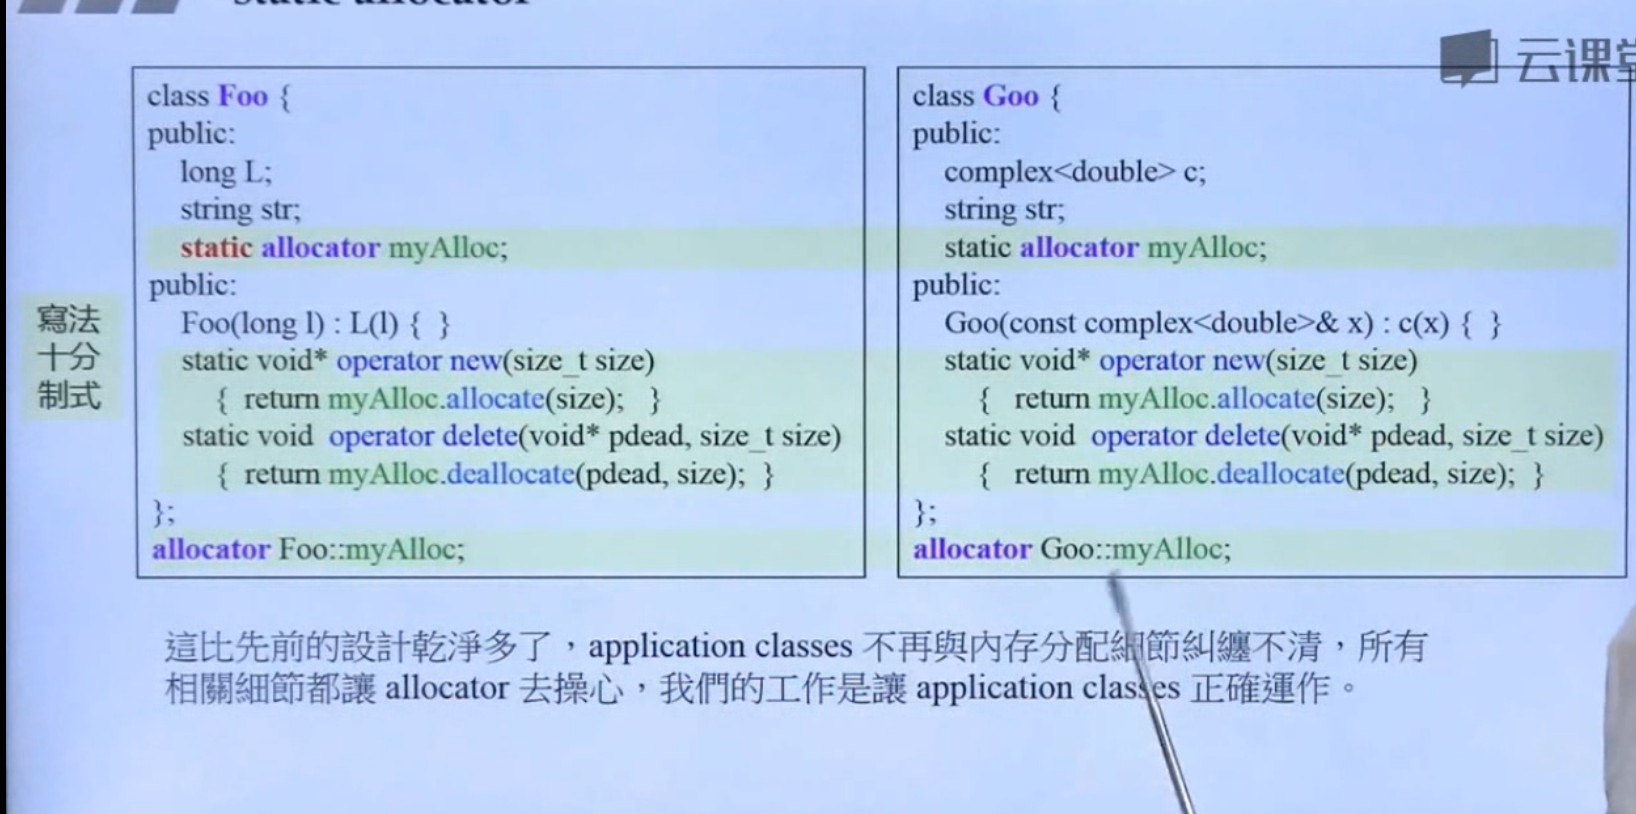 static allocator
云课堂
class Foo {
public:
long L;
string str;
static allocator myAlloc;
public:
Foo(long l) : L(l) { }
static void* operator new(size_t size)
{ return myAlloc.allocate(size); }
static void operator delete(void* pdead, size_t size)
{ return myAlloc.deallocate(pdead, size); }
};
allocator Foo::myAlloc;
class Goo {
public:
complex<double> c;
string str;
static allocator myAlloc;
public:
Goo(const complex<double>& x) : c(x) { }
static void* operator new(size_t size)
{ return myAlloc.allocate(size); }
static void operator delete(void* pdead, size_t size)
{ return myAlloc.deallocate(pdead, size); }
};
allocator Goo::myAlloc;
寫法
十分
制式
這比先前的設計乾淨多了，application classes 不再與內存分配細節糾纏不清，所有
相關細節都讓 allocator 去操心，我們的工作是讓 application classes 正確運作。